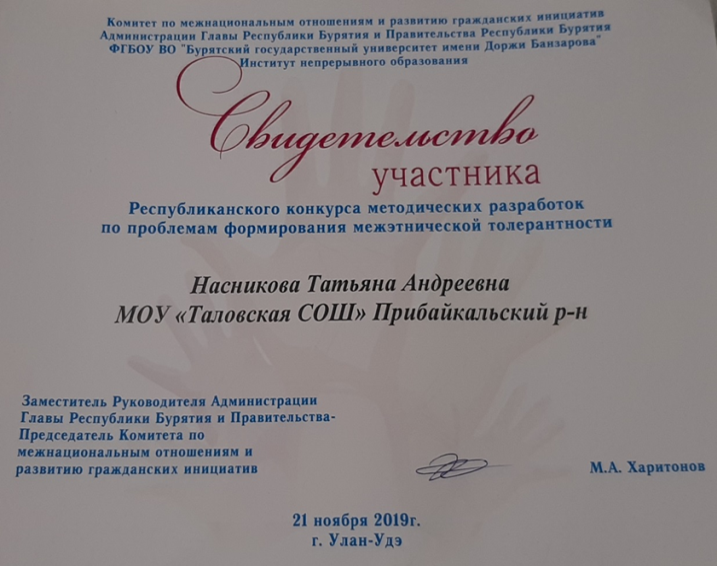 Комитет по межнациональным отношениям и развитию гражданских инициатив
Администрации Главы Республики Бурятия и Правительства Республики Бурятия
ФГБОУ ВО "Бурятский государственный университет имени Доржи Банзарова"
Институт непрерывного образования
Свидетельство
участника
Республиканского конкурса методических разработок
по проблемам формирования межэтнической толерантности
Насникова Татьяна Андреевна
МОУ «Таловская СОШ» Прибайкальский р-н
Заместитель Руководителя Администрации
Главы Республики Бурятия и Правительства-
Председатель Комитета по
межнациональным отношениям и
развитию гражданских инициатив
М.А. Харитонов
21 ноября 2019г.
г. Улан-Удэ